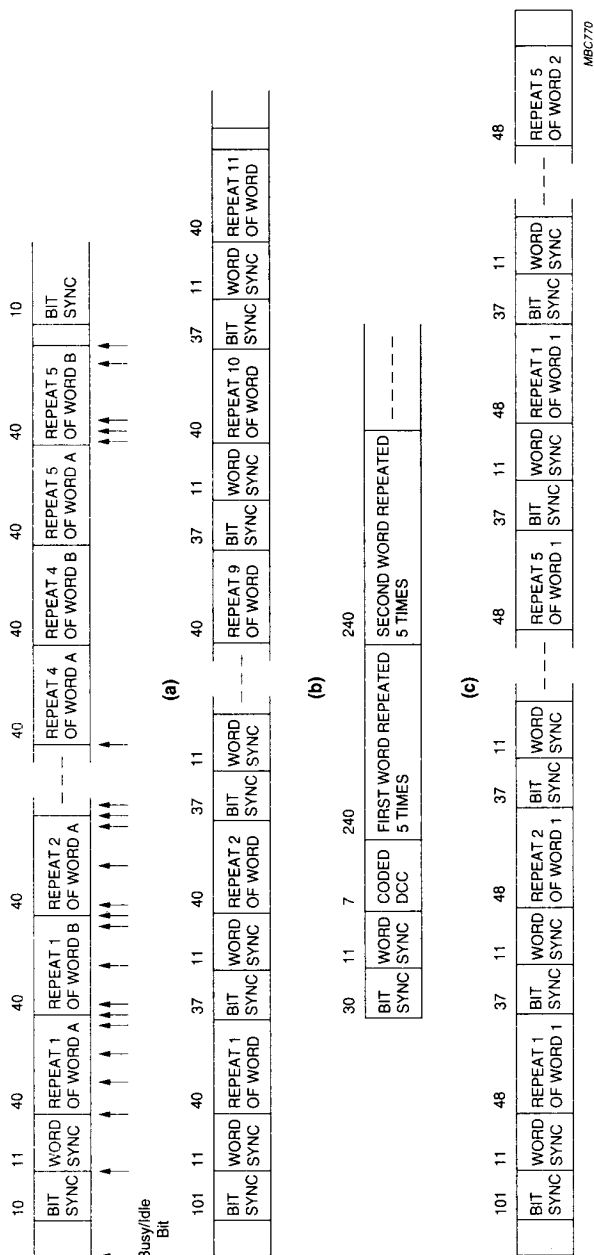 10 11 40 40 40 40 40 40 40 10
BIT WORD REPEAT 1 REPEAT 1 REPEAT 2 REPEAT 4 REPEAT 4 REPEAT 5 REPEAT 5 BIT
SYNC SYNC OF WORD A OF WORD B OF WORD A OF WORD A OF WORD B OF WORD A OF WORD B SYNC
Busy/Idle
Bit
(a)
101 11 40 37 11 40 37 11 40 37 11 40 37 11 40
BIT WORD REPEAT 1 BIT WORD REPEAT 2 BIT WORD REPEAT 9 BIT WORD REPEAT 10 BIT WORD REPEAT 11
SYNC SYNC OF WORD SYNC SYNC OF WORD SYNC SYNC OF WORD SYNC SYNC OF WORD SYNC SYNC OF WORD
(b)
30 11 7 240 240
BIT WORD CODED FIRST WORD REPEATED SECOND WORD REPEATED
SYNC SYNC DCC 5 TIMES 5 TIMES
(c)
101 11 48 37 11 48 37 11 48 37 11 48 37 11 48
BIT WORD REPEAT 1 BIT WORD REPEAT 2 BIT WORD REPEAT 5 BIT WORD REPEAT 1 BIT WORD REPEAT 5
SYNC SYNC OF WORD 1 SYNC SYNC OF WORD 1 SYNC SYNC OF WORD 1 SYNC SYNC OF WORD 1 SYNC SYNC OF WORD 2
MBC770